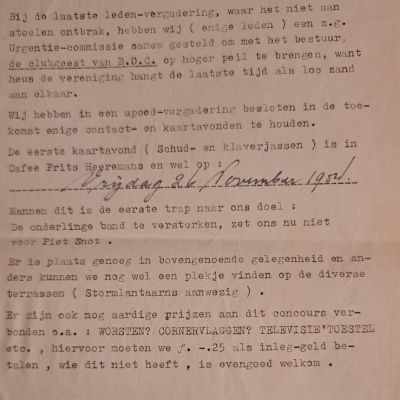 Bij de laatste leden-vergadering, waar het niet aan
stoelen ontbrak, hebben wij ( enige leden ) een z.g.
Urgentie-commissie samen gesteld om met het bestuur,
de clubgeest van B.O.C. op hoger peil te brengen, want
heus de vereniging hangt de laatste tijd als los zand
aan elkaar.
Wij hebben in een spoed-vergadering besloten in de toe-
komst enige contact- en kaartavonden te houden.
De eerste kaartavond ( Schud- en klaverjassen ) is in
Cafee Frits Heeremans en wel op :
Vrijdag 26 November 1954.
Mannen dit is de eerste trap naar ons doel :
De onderlinge band te versterken, zet ons nu niet
voor Piet Snot .
Er is plaats genoeg in bovengenoemde gelegenheid en an-
ders kunnen we nog wel een plekje vinden op de diverse
terrassen ( Stormlantaarns aanwezig ) .
Er zijn ook nog aardige prijzen aan dit concours ver-
bonden o.a. : WORSTEN? CORNERVLAGGEN? TELEVISIE'TOESTEL
etc. , hiervoor moeten we ƒ. -.25 als inleg-geld be-
talen , wie dit niet heeft , is evengoed welkom .